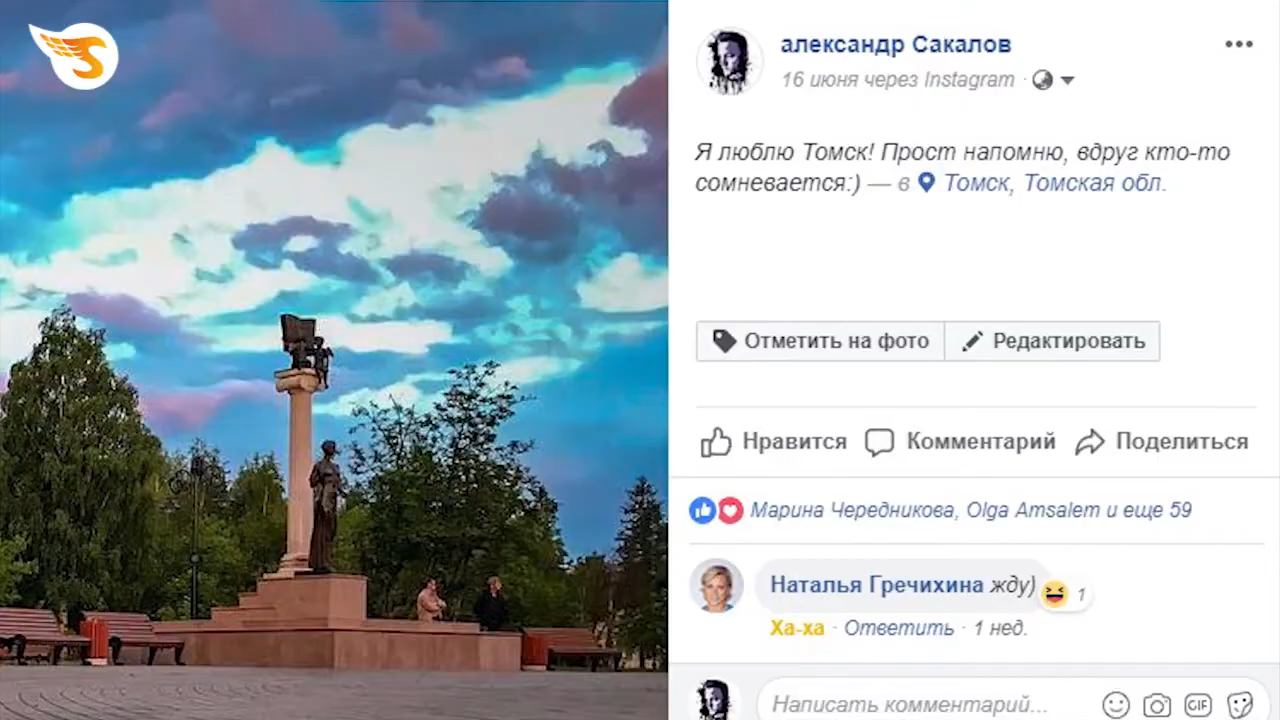 александр Сакалов
16 июня через Instagram ·
Я люблю Томск! Прост напомню, вдруг кто-то
сомневается:) — в Томск, Томская обл.
Отметить на фото
Редактировать
Нравится Комментарий Поделиться
Марина Чередникова, Olga Amsalem и еще 59
Наталья Гречихина жду) 1
Ха-ха · Ответить · 1 нед.
Написать комментарий... GIF